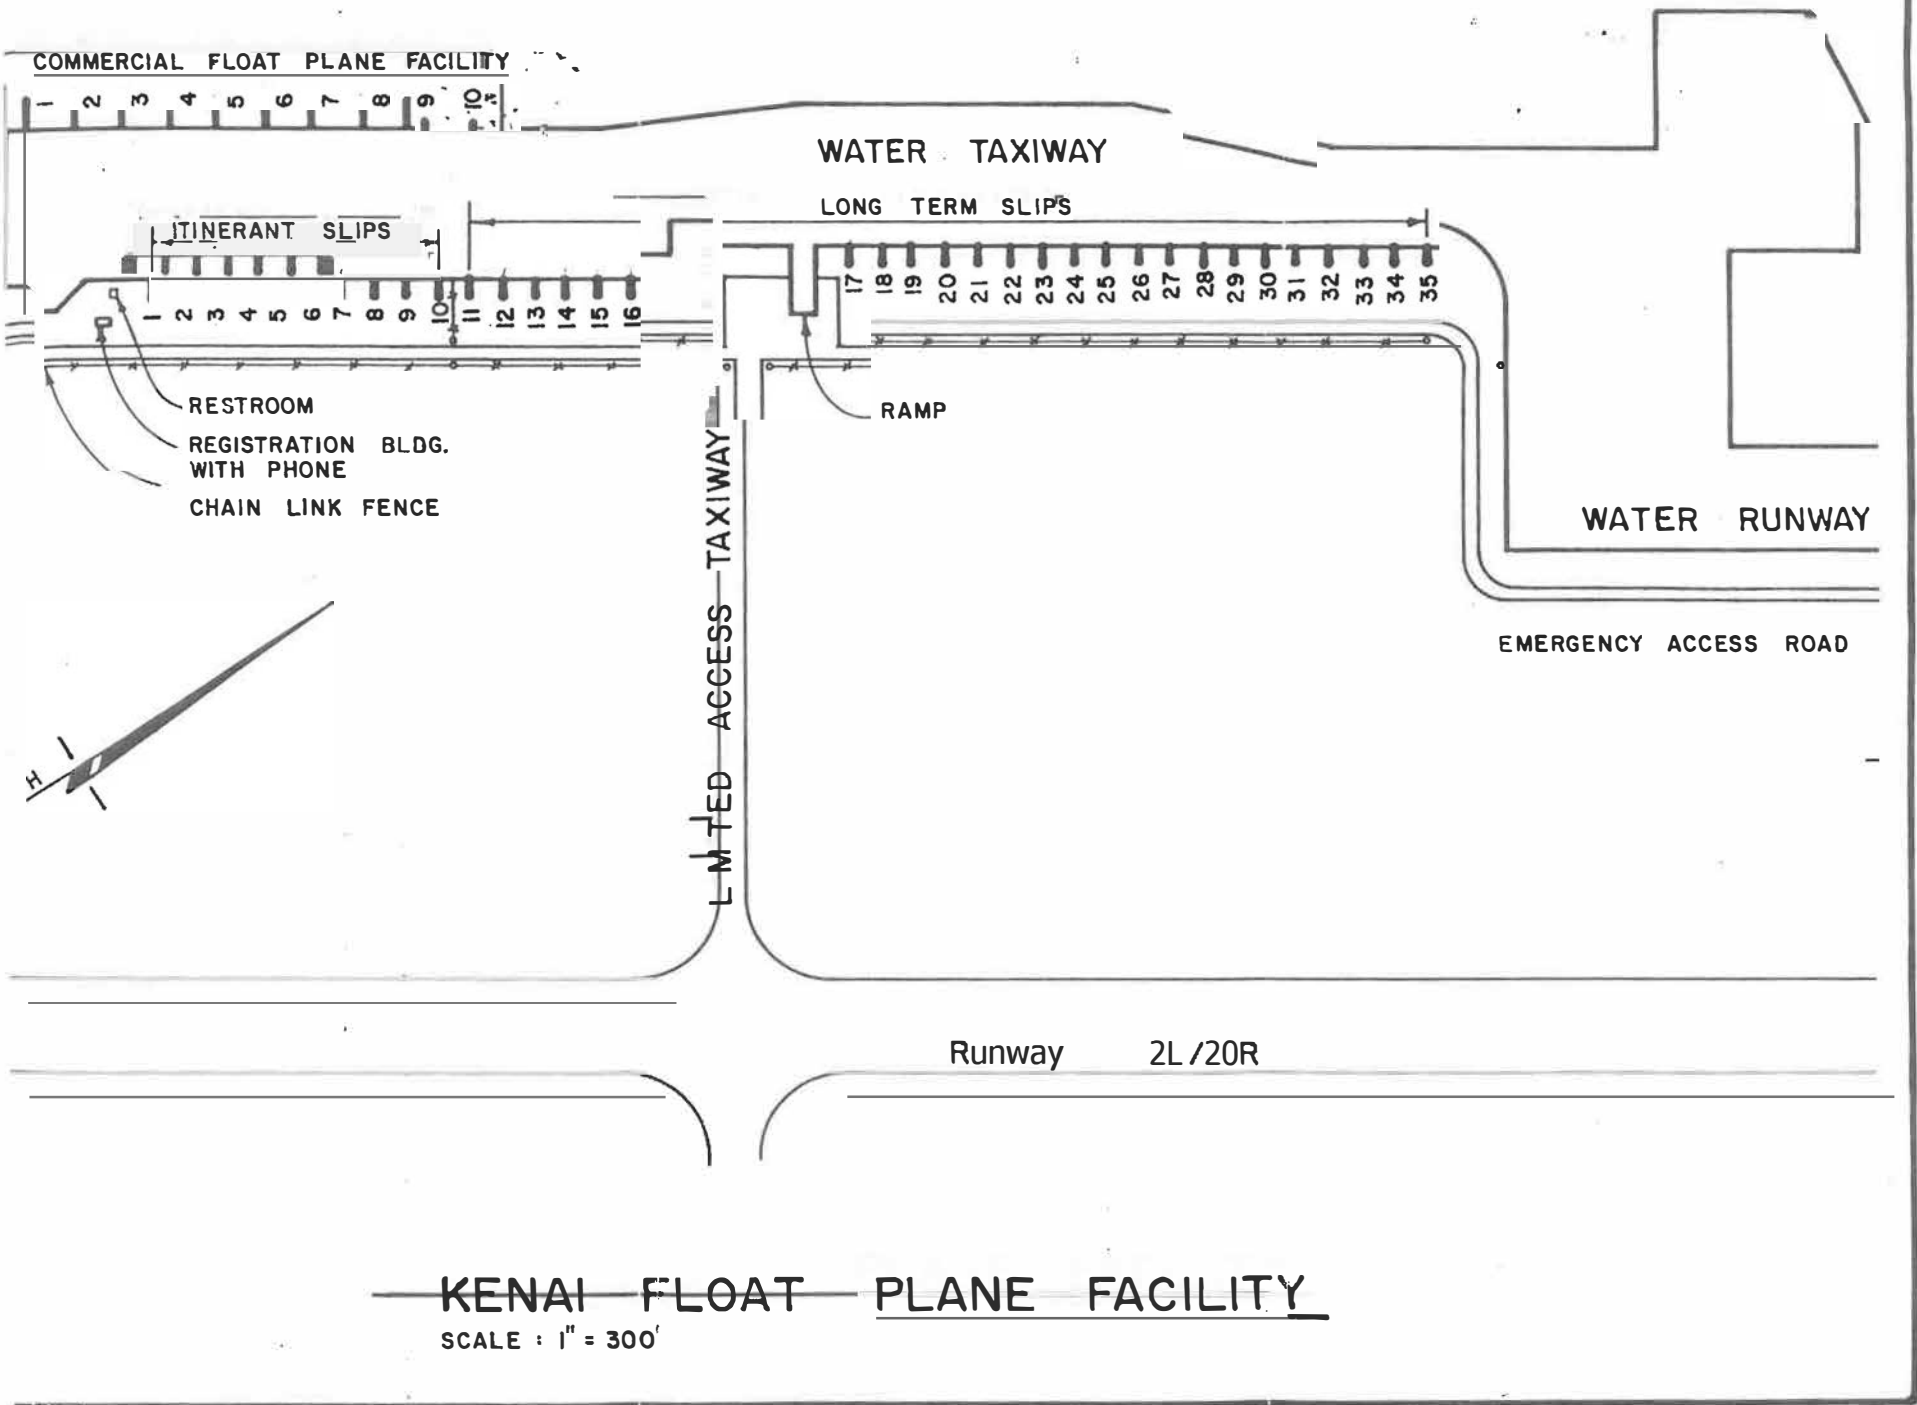 COMMERCIAL FLOAT PLANE FACILITY
1 2 3 4 5 6 7 8 9 10
WATER TAXIWAY
LONG TERM SLIPS
ITINERANT SLIPS
1 2 3 4 5 6 7 8 9 10 11 12 13 14 15 16
17 18 19 20 21 22 23 24 25 26 27 28 29 30 31 32 33 34 35
RESTROOM
RAMP
REGISTRATION BLDG.
WITH PHONE
CHAIN LINK FENCE
WATER RUNWAY
EMERGENCY ACCESS ROAD
L M TED ACCESS TAXIWAY
H
Runway 2L/20R
KENAI FLOAT PLANE FACILITY
SCALE : 1" = 300'